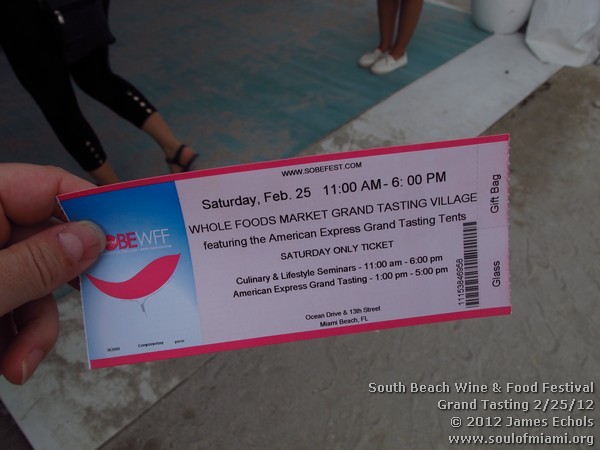 WWW.SOBEFEST.COM
Saturday, Feb. 25 11:00 AM- 6: 00 PM
WHOLE FOODS MARKET GRAND TASTING VILLAGE
featuring the American Express Grand Tasting Tents
SATURDAY ONLY TICKET
Culinary & Lifestyle Seminars - 11:00 am - 6:00 pm
American Express Grand Tasting - 1:00 pm - 5:00 pm
Ocean Drive & 13th Street
Miami Beach, FL
OBEWFF
Complimentary
11153846958
Gift Bag
Glass
South Beach Wine & Food Festival
Grand Tasting 2/25/12
© 2012 James Echols
www.soulofmiami.org